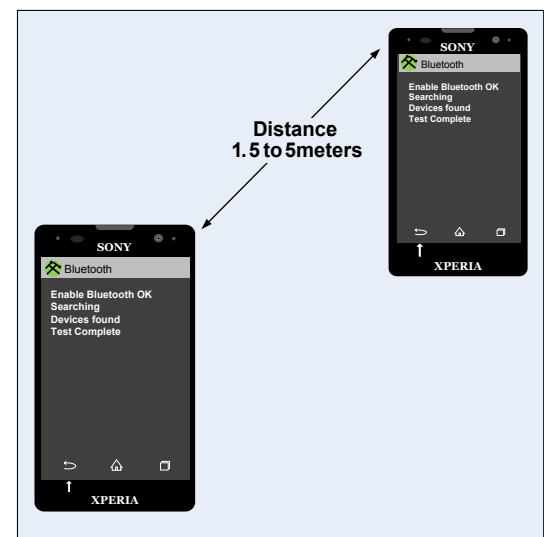 SONY
Bluetooth
Enable Bluetooth OK
Searching
Devices found
Test Complete
XPERIA
Distance
1.5 to 5meters
SONY
Bluetooth
Enable Bluetooth OK
Searching
Devices found
Test Complete
XPERIA